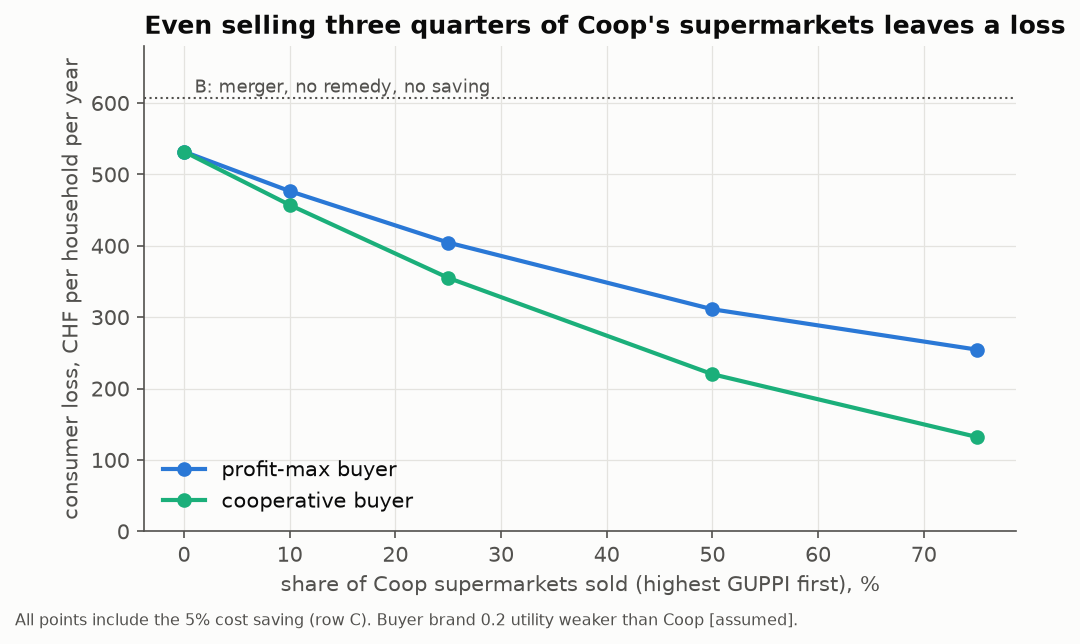 Even selling three quarters of Coop's supermarkets leaves a loss
consumer loss, CHF per household per year
600
500
400
300
200
100
0
B: merger, no remedy, no saving
profit-max buyer
cooperative buyer
0 10 20 30 40 50 60 70
share of Coop supermarkets sold (highest GUPPI first), %
All points include the 5% cost saving (row C). Buyer brand 0.2 utility weaker than Coop [assumed].